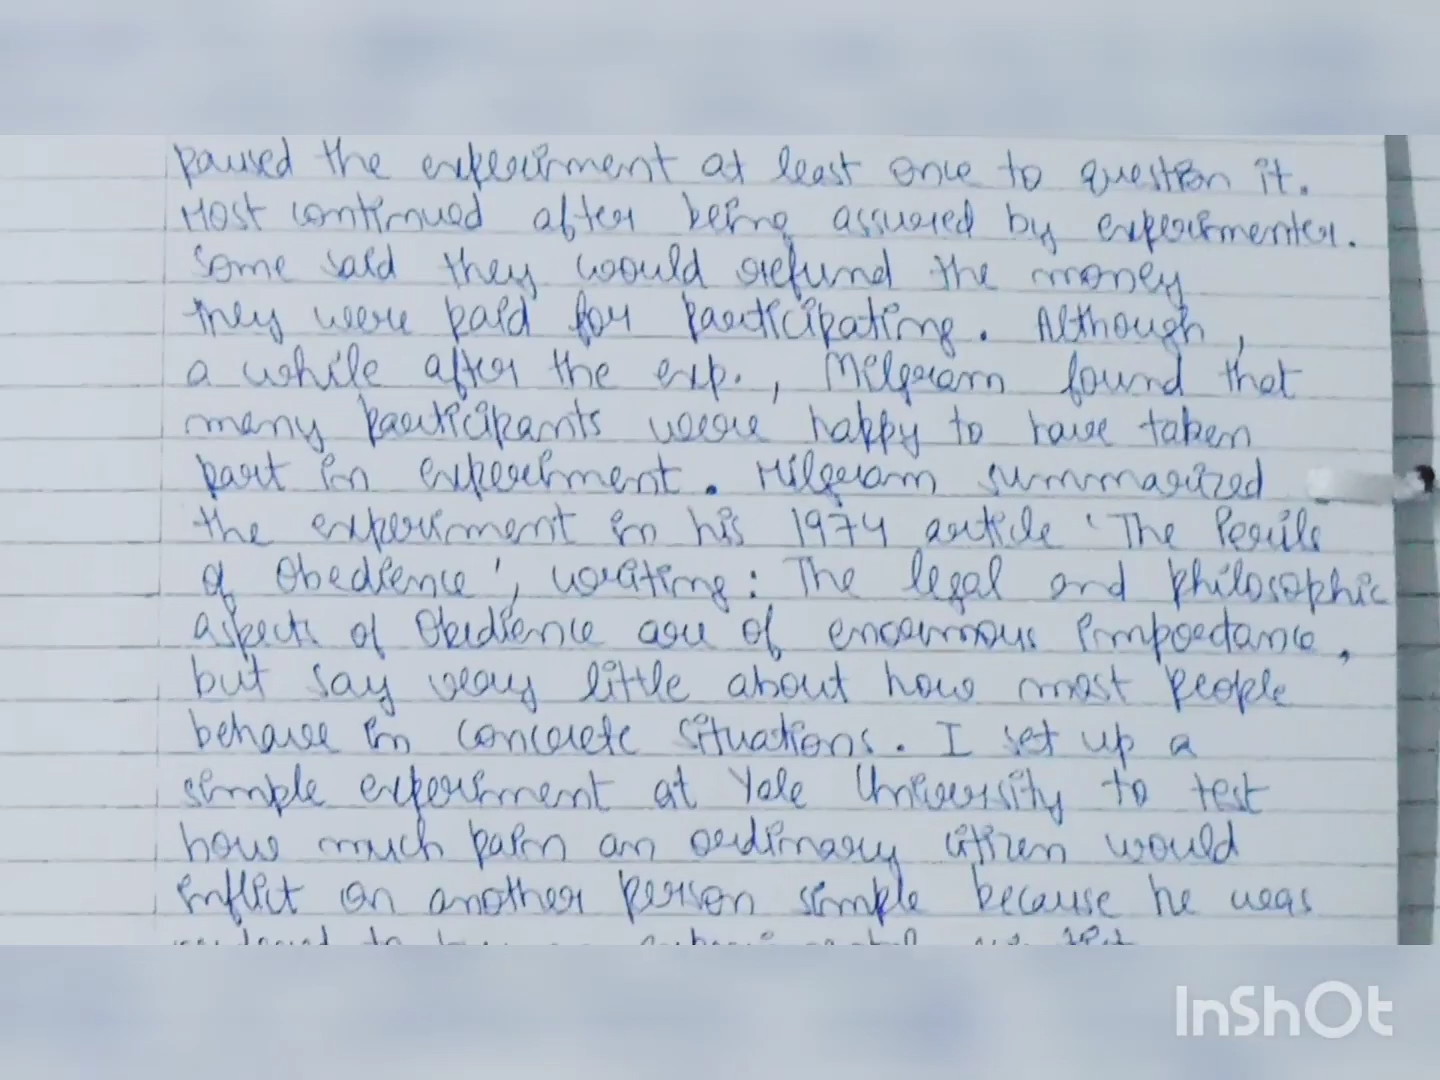 paused the experiment at least once to question it.
Most continued after being assured by experimenter.
Some said they would refund the money
they were paid for participating. Although,
a while after the exp., Milgram found that
many participants were happy to have taken
part in experiment. Milgram summarized
the experiment in his 1974 article 'The Perils
of Obedience', writing: The legal and philosophic
aspects of Obedience are of enormous importance,
but say very little about how most people
behave in concrete situations. I set up a
simple experiment at Yale University to test
how much pain an ordinary citizen would
inflict on another person simple because he was
InShOt